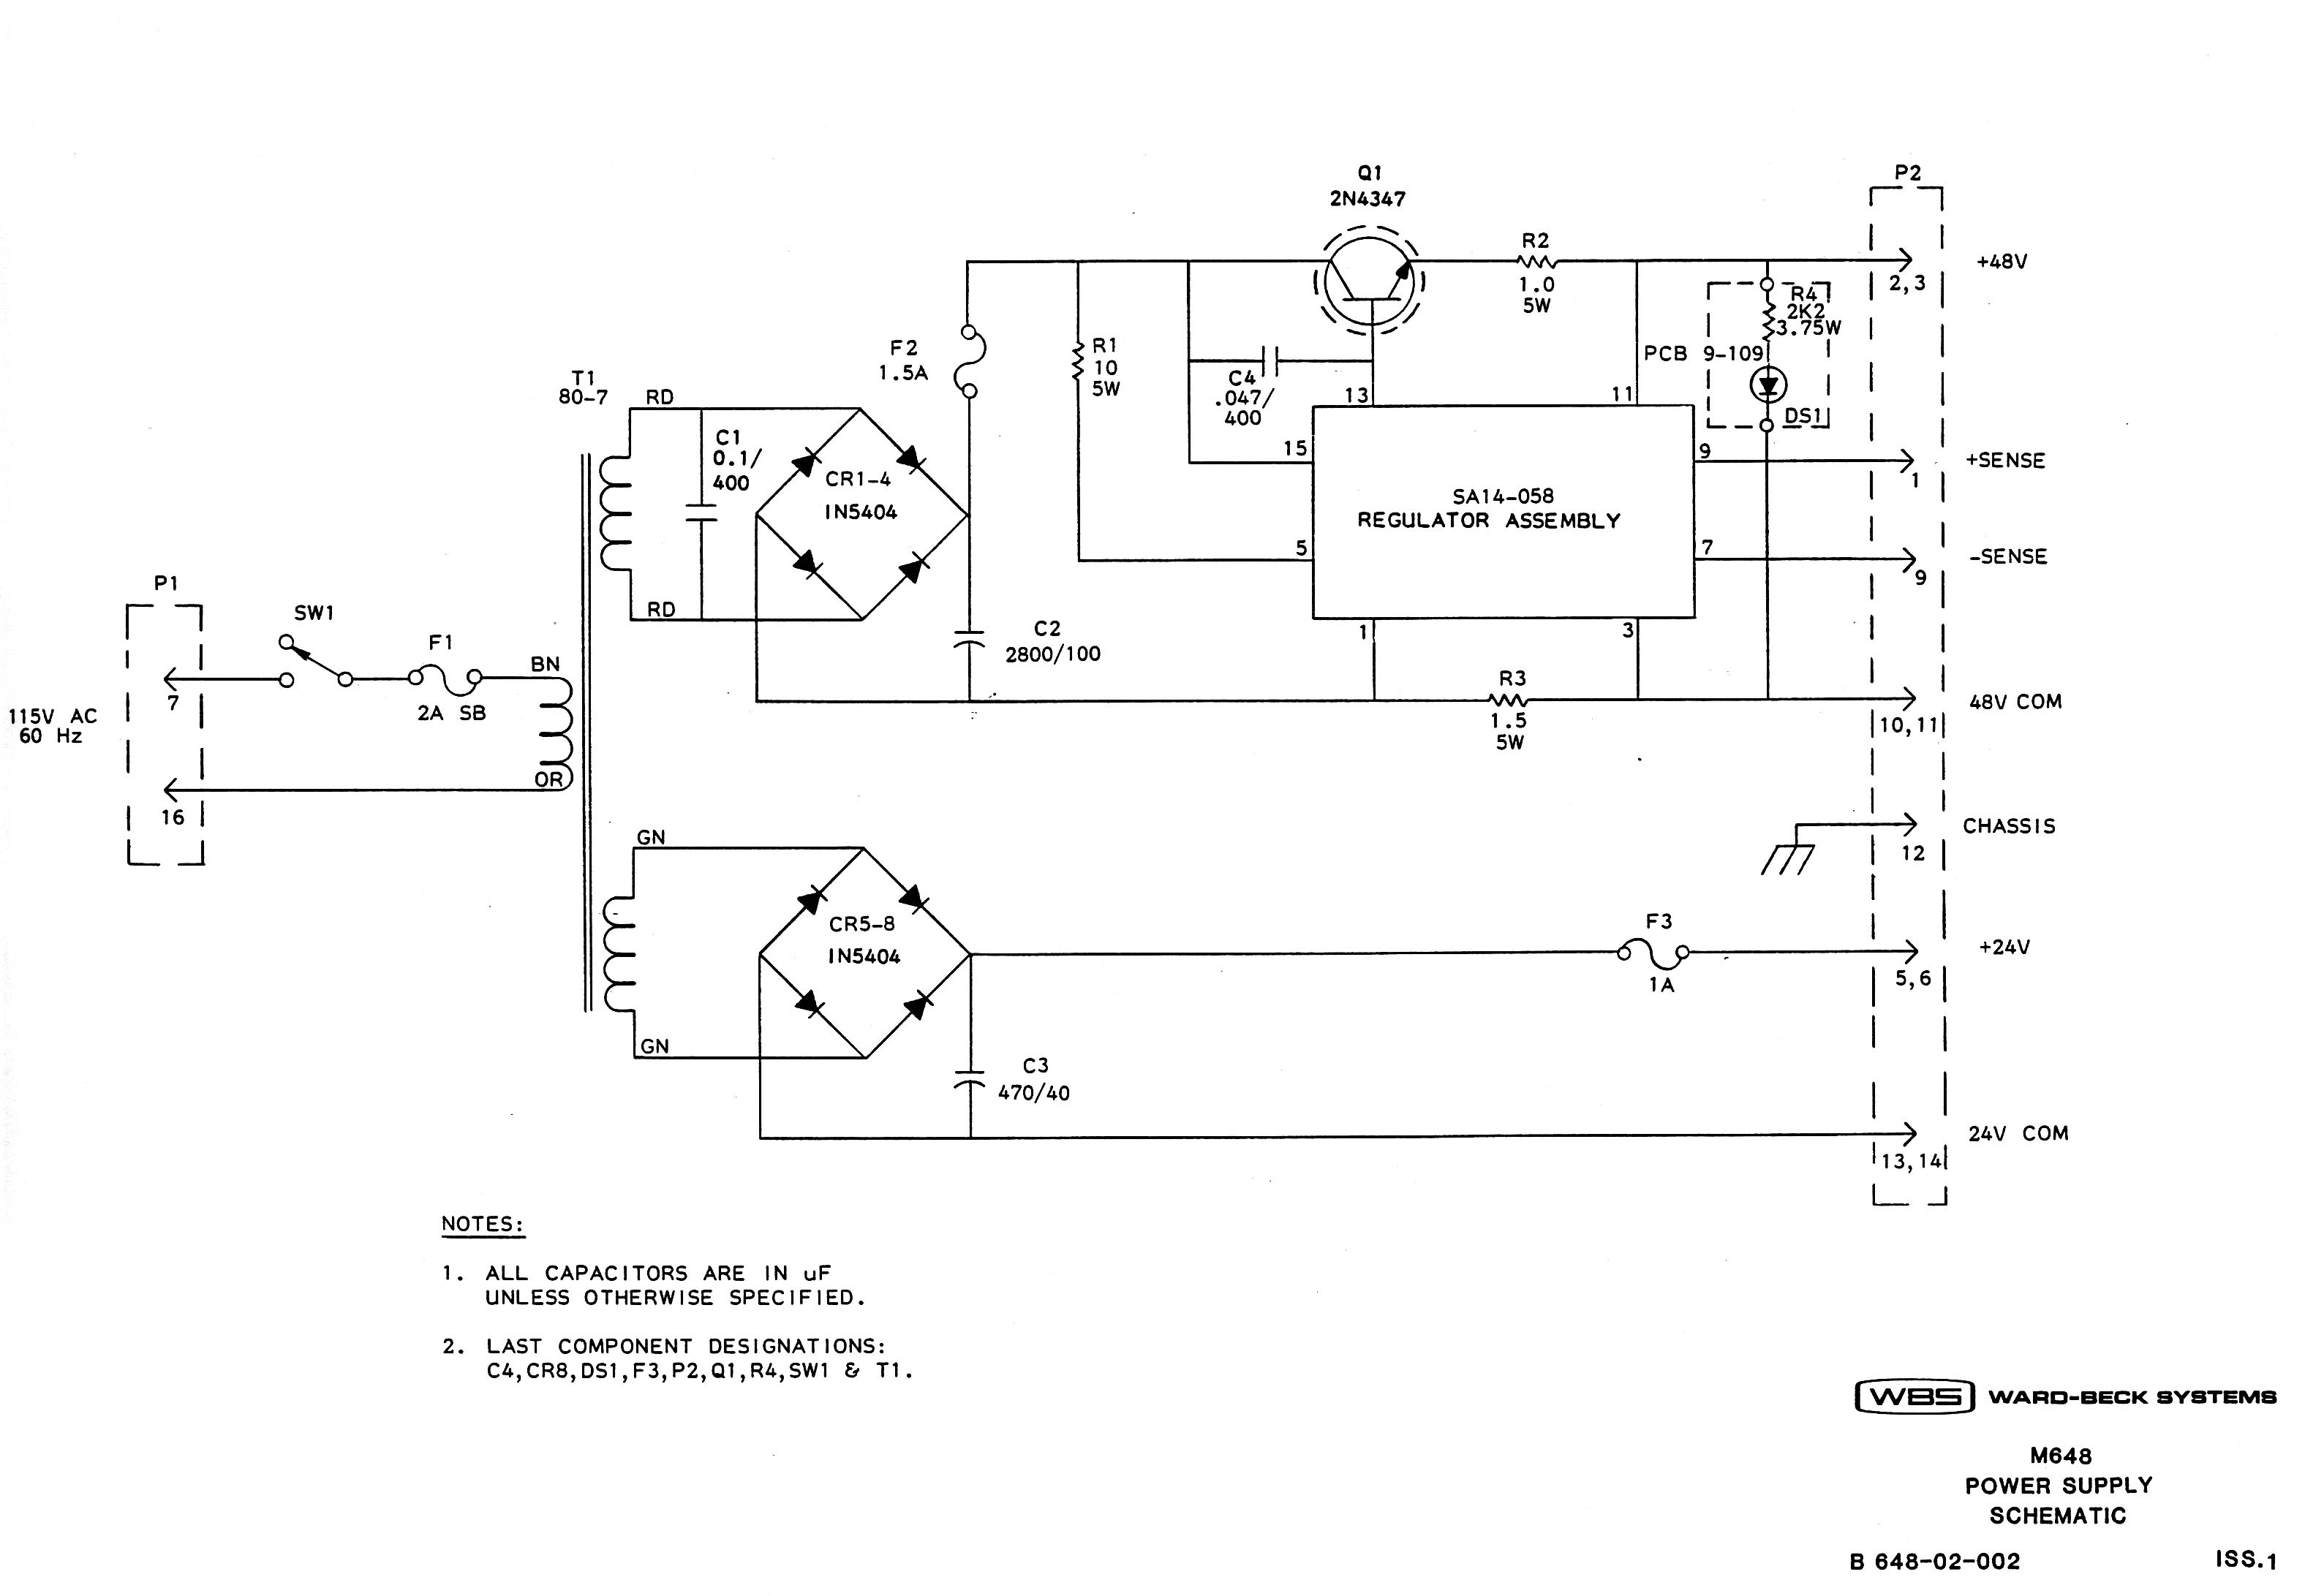 Q1
2N4347
P2
R2
1.0
5W
+48V
2,3
R4
2K2
3.75W
PCB 9-109
DS1
F2
1.5A
R1
10
5W
C4
.047/
400
13
11
T1
80-7
RD
C1
0.1/
400
CR1-4
IN5404
15
9
+SENSE
1
SA14-058
REGULATOR ASSEMBLY
5
7
-SENSE
9
P1
SW1
F1
RD
C2
2800/100
1
3
BN
7
2A SB
115V AC
60 Hz
R3
1.5
5W
48V COM
10,11
OR
16
GN
CHASSIS
12
CR5-8
IN5404
F3
1A
+24V
5,6
GN
C3
470/40
24V COM
13,14
NOTES:
1. ALL CAPACITORS ARE IN uF
UNLESS OTHERWISE SPECIFIED.
2. LAST COMPONENT DESIGNATIONS:
C4,CR8,DS1,F3,P2,Q1,R4,SW1 & T1.
WBS WARD-BECK SYSTEMS
M648
POWER SUPPLY
SCHEMATIC
B 648-02-002 ISS.1